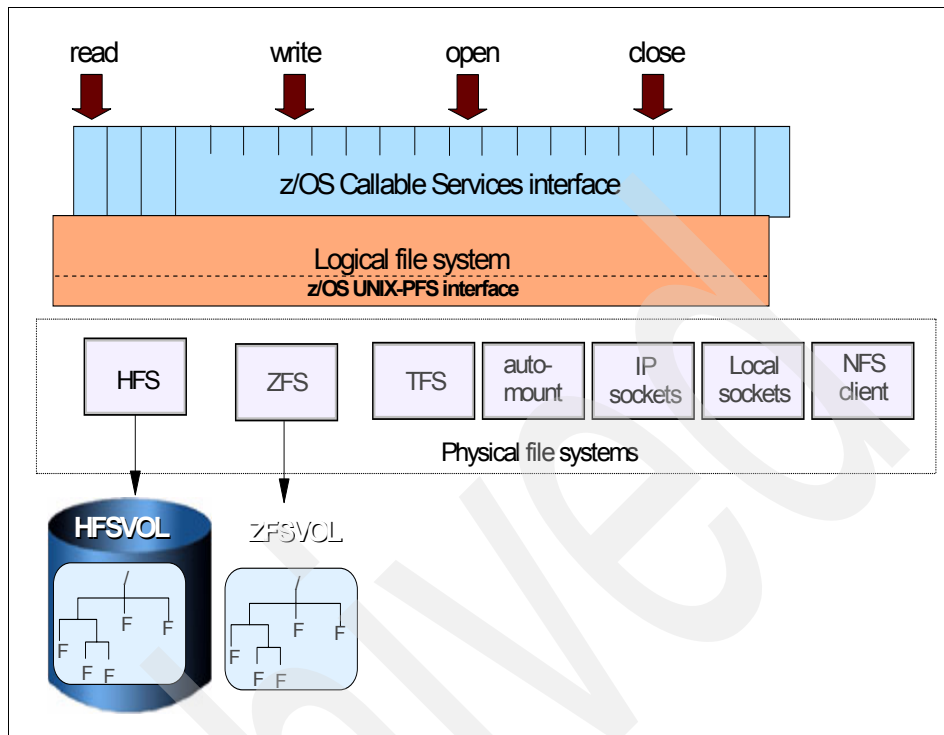 read write open close
z/OS Callable Services interface
Logical file system
z/OS UNIX-PFS interface
HFS
ZFS
TFS
auto-
mount
IP
sockets
Local
sockets
NFS
client
Physical file systems
HFSVOL
ZFSVOL
F
F
F
F F
F
F
F
F F